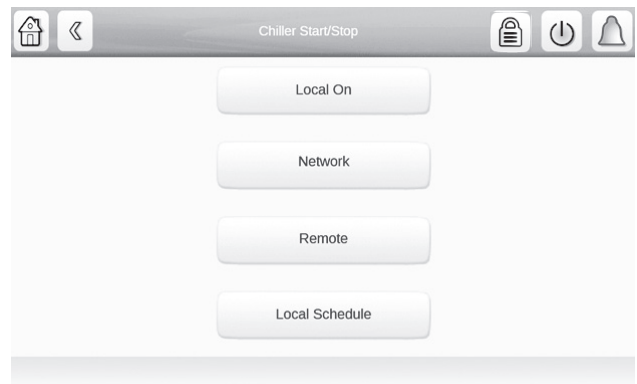 Chiller Start/Stop
Local On
Network
Remote
Local Schedule